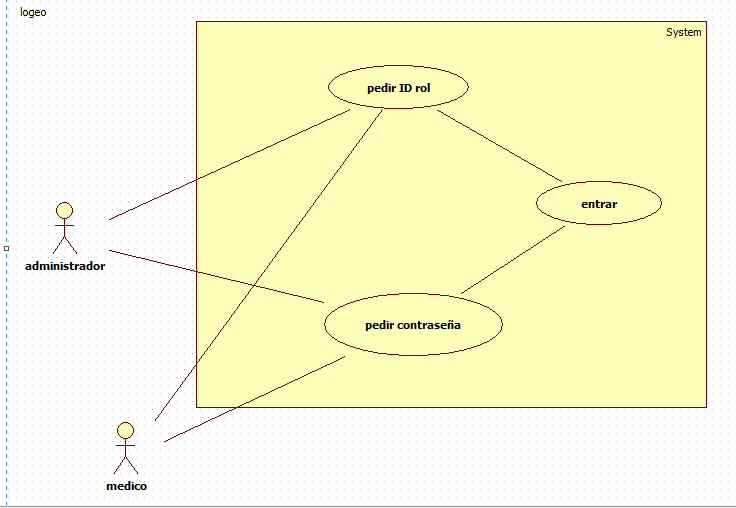 logeo
System
pedir ID rol
entrar
administrador
pedir contraseña
medico